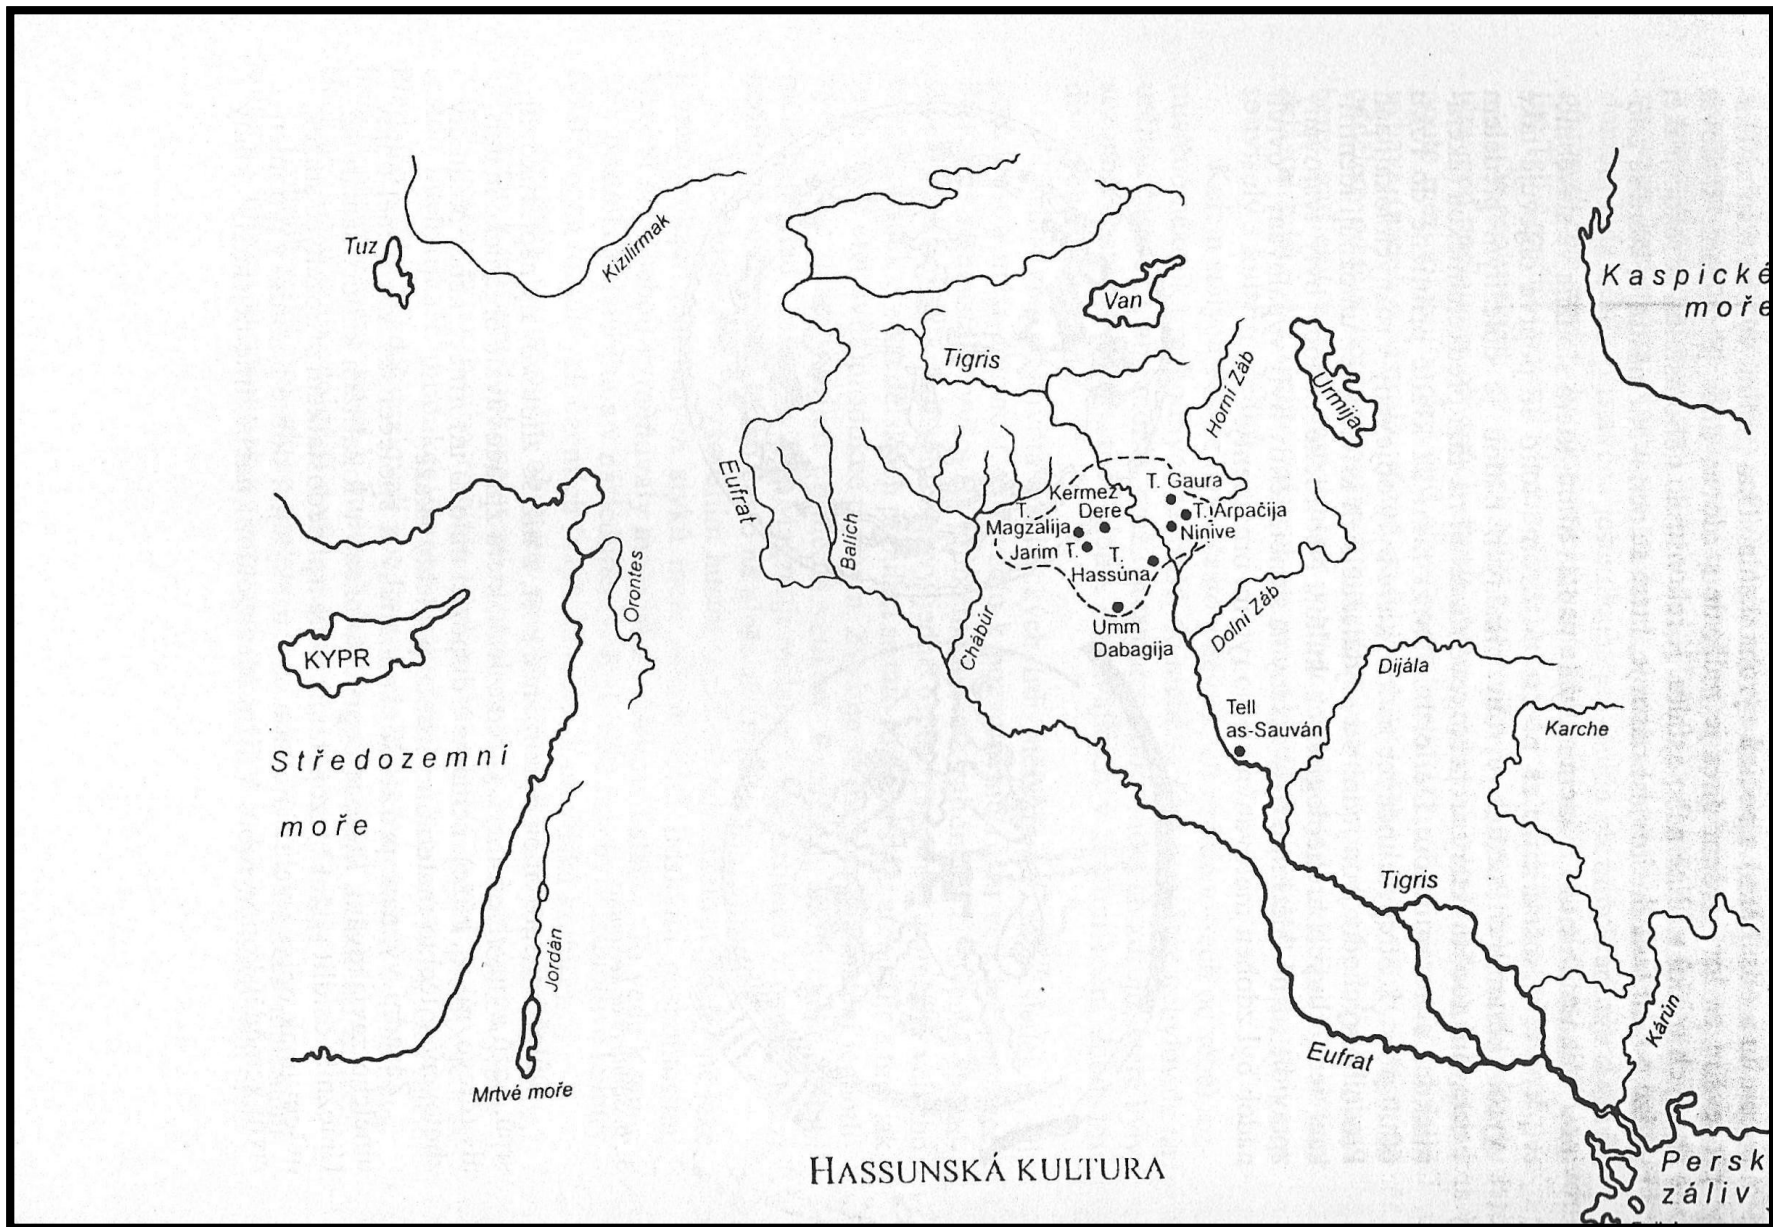 Tuz
Kizilirmak
Van
Kaspické
moře
Tigris
Horní Záb
Urmija
Eufrat
Balich
Kermez
Dere
T. Gaura
T.
Magzalija
T. Arpačija
Ninive
Jarim T.
T.
Hassúna
Orontes
Chábúr
Umm
Dabagija
Dolní Záb
KYPR
Dijála
Tell
as-Sauván
Karche
Středozemní
moře
Tigris
Jordán
Kárún
Eufrat
Mrtvé moře
HASSUNSKÁ KULTURA
Persk
záliv